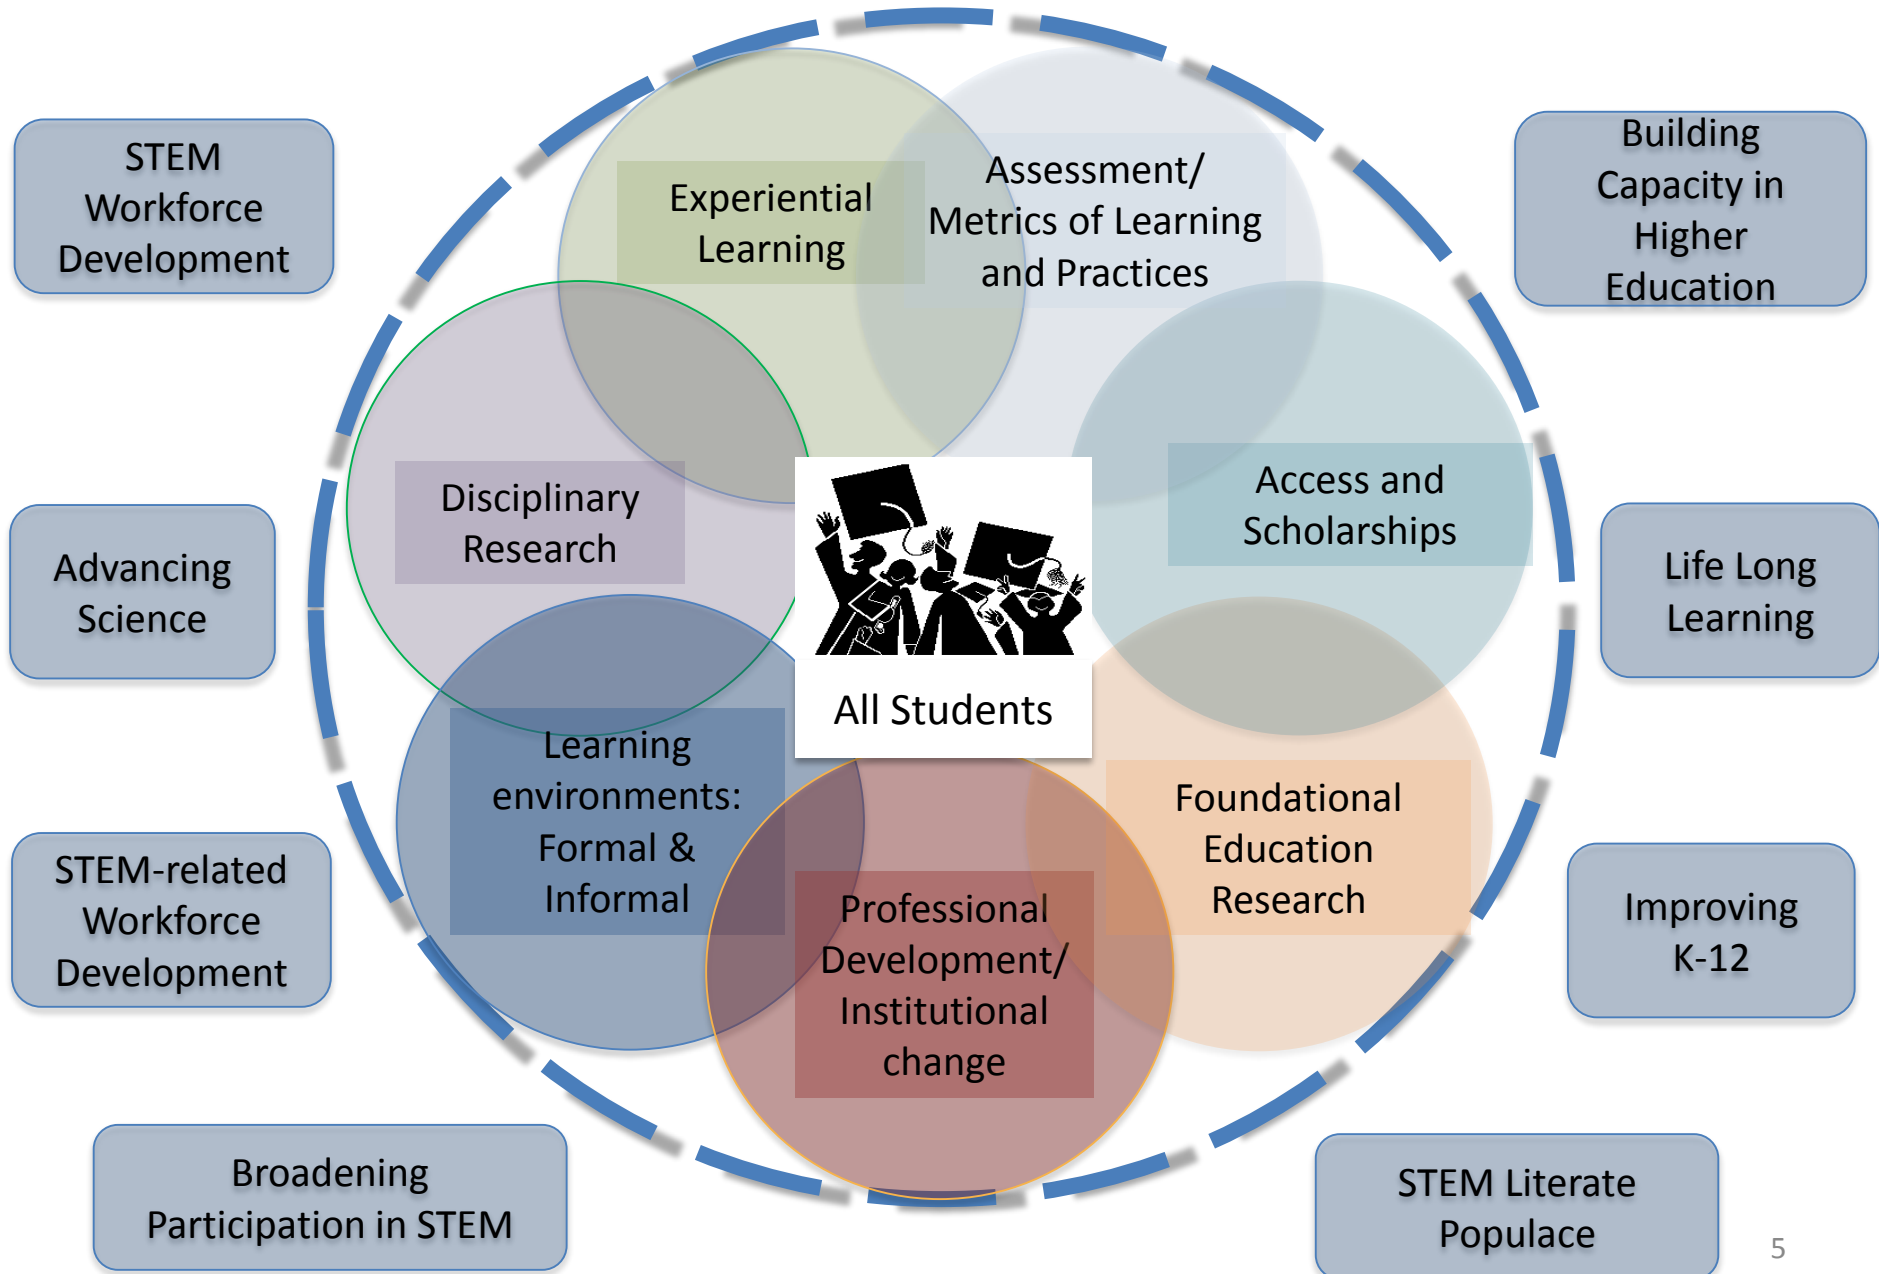 STEM
Workforce
Development
Experiential
Learning
Assessment/
Metrics of Learning
and Practices
Building
Capacity in
Higher
Education
Disciplinary
Research
Access and
Scholarships
Advancing
Science
All Students
Life Long
Learning
Learning
environments:
Formal &
Informal
Foundational
Education
Research
STEM-related
Workforce
Development
Professional
Development/
Institutional
change
Improving
K-12
Broadening
Participation in STEM
STEM Literate
Populace
5